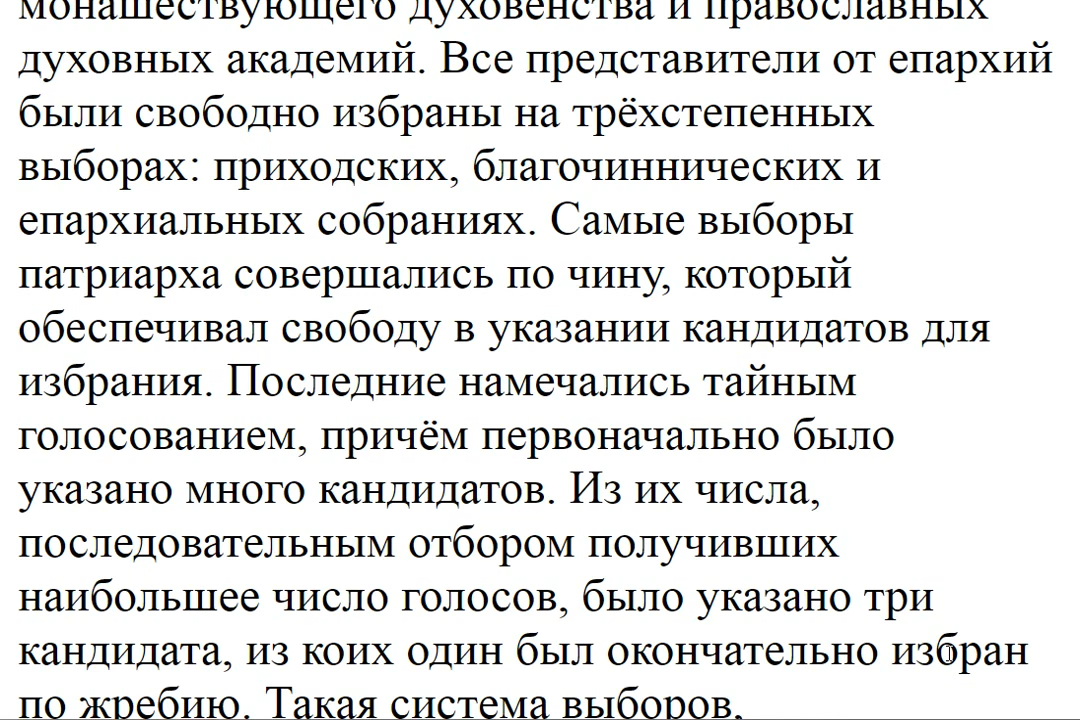 монашествующего духовенства и православных
духовных академий. Все представители от епархий
были свободно избраны на трёхстепенных
выборах: приходских, благочиннических и
епархиальных собраниях. Самые выборы
патриарха совершались по чину, который
обеспечивал свободу в указании кандидатов для
избрания. Последние намечались тайным
голосованием, причём первоначально было
указано много кандидатов. Из их числа,
последовательным отбором получивших
наибольшее число голосов, было указано три
кандидата, из коих один был окончательно избран
по жребию. Такая система выборов,